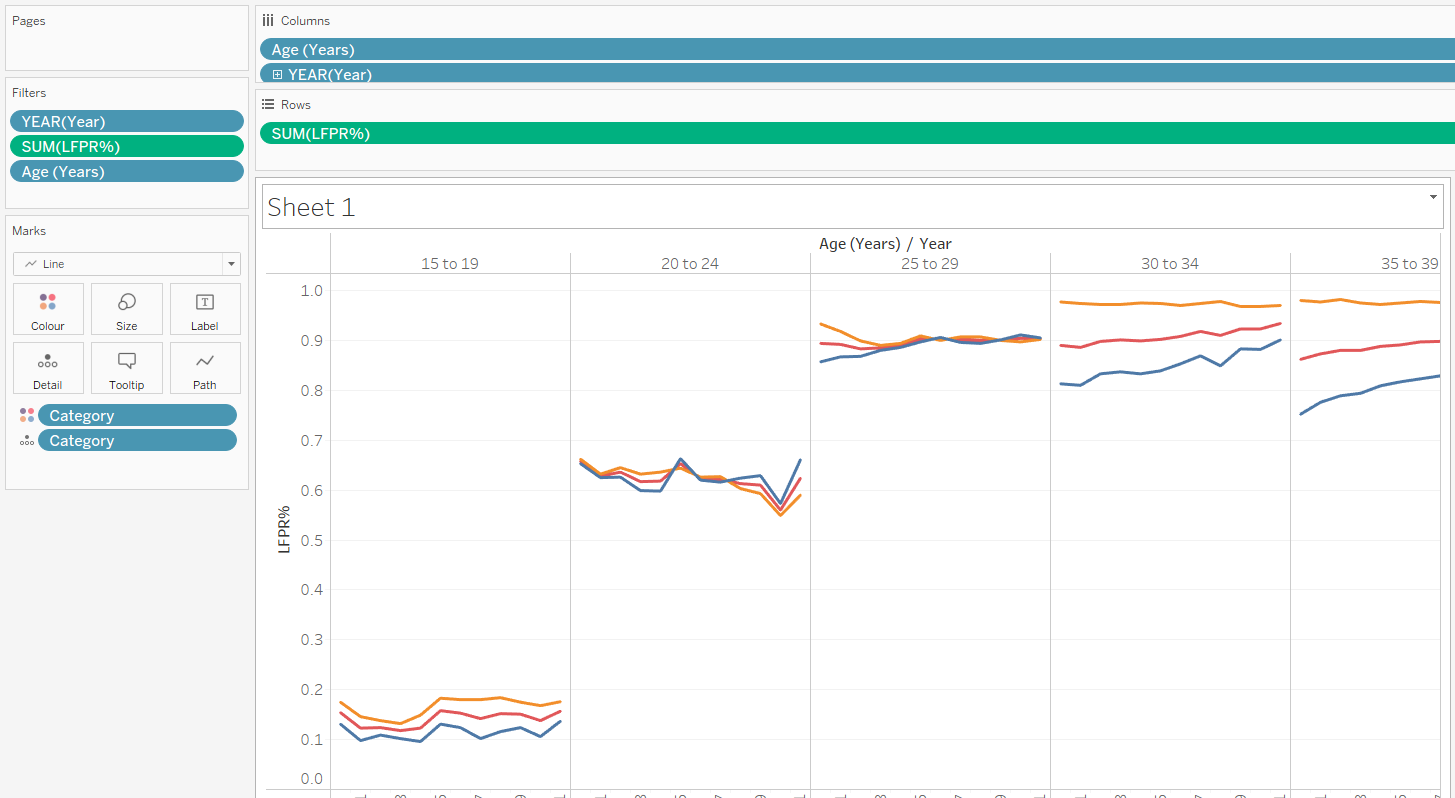 Pages
Columns
Age (Years)
YEAR(Year)
Filters
YEAR(Year)
SUM(LFPR%)
Age (Years)
Rows
SUM(LFPR%)
Marks
Line
Colour Size Label
Detail Tooltip Path
Category
Category
Sheet 1
Age (Years) / Year
15 to 19 20 to 24 25 to 29 30 to 34 35 to 39
LFPR%
1.0
0.9
0.8
0.7
0.6
0.5
0.4
0.3
0.2
0.1
0.0